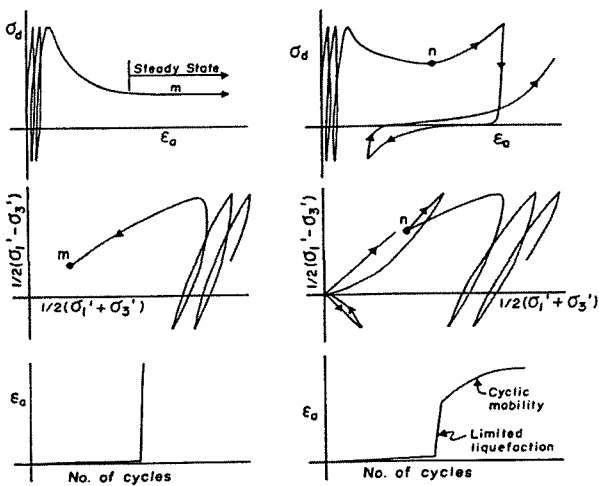 σd
Steady State
m
εa
σd
n
εa
1/2(σ1' - σ3')
m
1/2(σ1' + σ3')
1/2(σ1' - σ3')
n
1/2(σ1' + σ3')
εa
No. of cycles
εa
Cyclic
mobility
Limited
liquefaction
No. of cycles